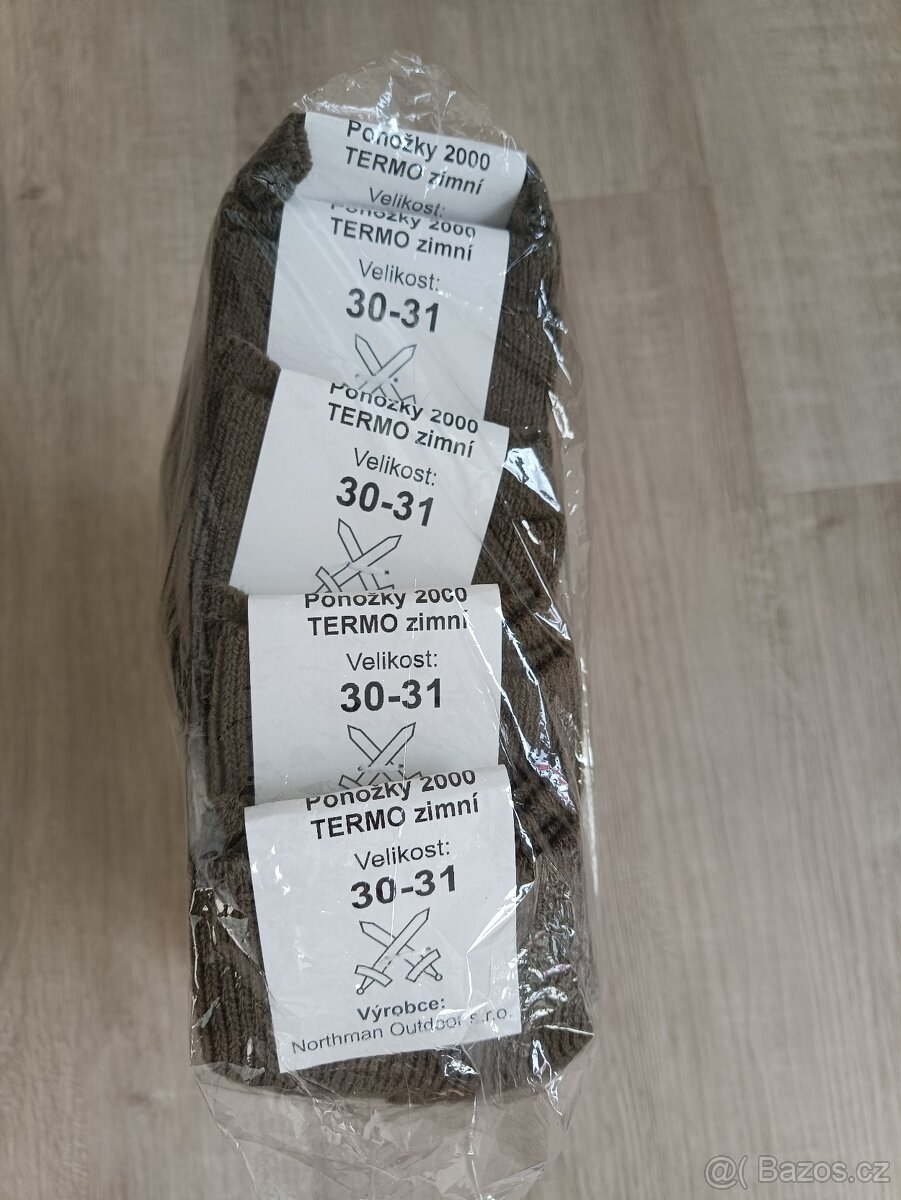 Ponožky 2000
TERMO zimní
Velikost:
Ponožky 2000
TERMO zimní
Velikost:
30-31
Ponožky 2000
TERMO zimní
Velikost:
30-31
Ponožky 2000
TERMO zimní
Velikost:
30-31
Ponožky 2000
TERMO zimní
Velikost:
30-31
Výrobce:
Northman Outdoor s.r.o.
@( Bazos.cz